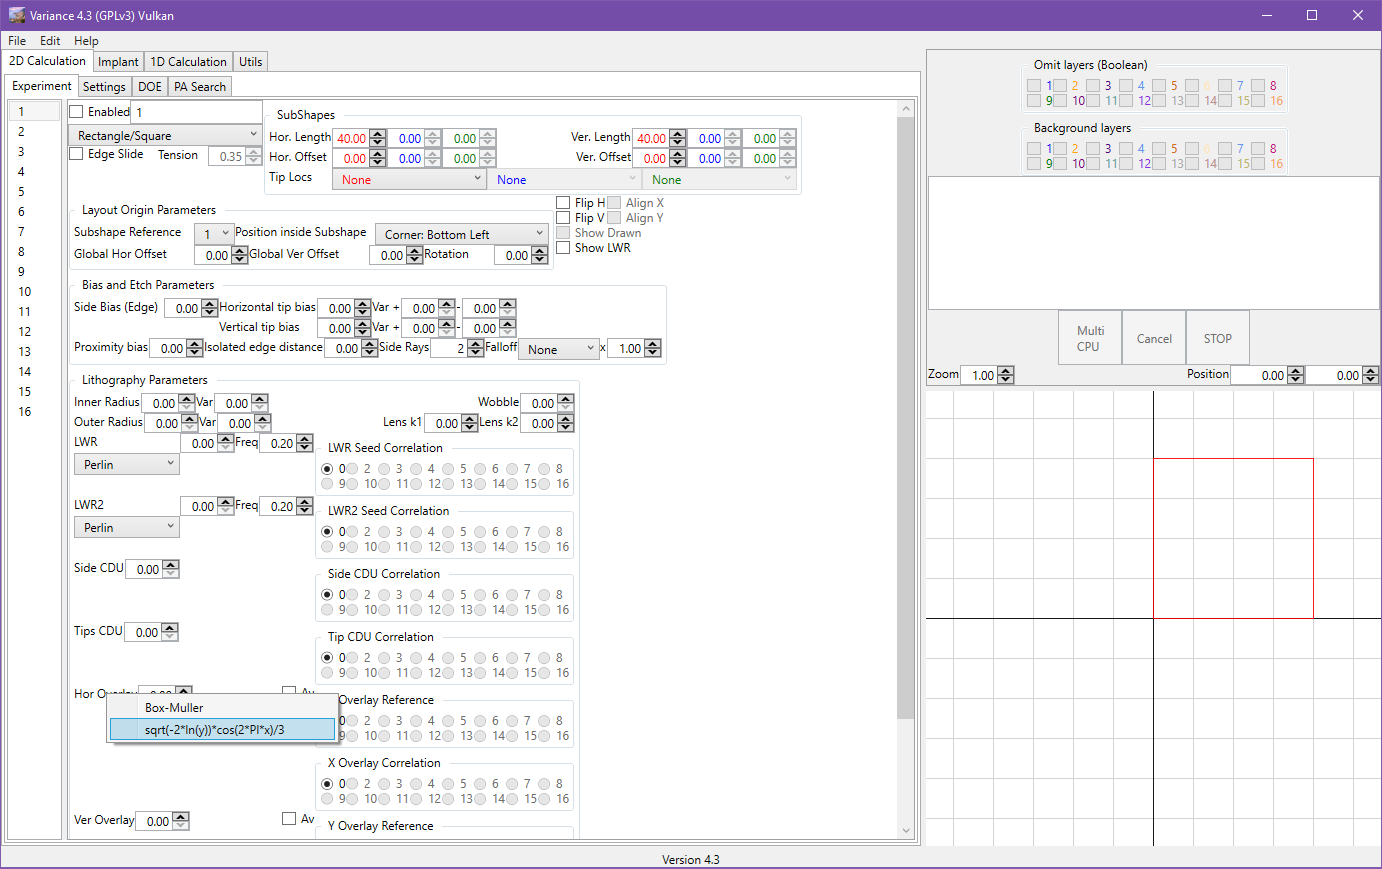 Variance 4.3 (GPLv3) Vulkan
File Edit Help
2D Calculation Implant 1D Calculation Utils
Experiment Settings DOE PA Search
1
2
3
4
5
6
7
8
9
10
11
12
13
14
15
16
Enabled 1
Rectangle/Square
Edge Slide Tension 0.35
SubShapes
Hor. Length 40.00 0.00 0.00 Ver. Length 40.00 0.00 0.00
Hor. Offset 0.00 0.00 0.00 Ver. Offset 0.00 0.00 0.00
Tip Locs None None None
Layout Origin Parameters
Subshape Reference 1 Position inside Subshape Corner: Bottom Left
Global Hor Offset 0.00 Global Ver Offset 0.00 Rotation 0.00
Flip H Align X
Flip V Align Y
Show Drawn
Show LWR
Bias and Etch Parameters
Side Bias (Edge) 0.00 Horizontal tip bias 0.00 Var + 0.00 - 0.00
Vertical tip bias 0.00 Var + 0.00 - 0.00
Proximity bias 0.00 Isolated edge distance 0.00 Side Rays 2 Falloff None x 1.00
Lithography Parameters
Inner Radius 0.00 Var 0.00 Wobble 0.00
Outer Radius 0.00 Var 0.00 Lens k1 0.00 Lens k2 0.00
LWR 0.00 Freq 0.20
Perlin
LWR Seed Correlation
0 2 3 4 5 6 7 8
9 10 11 12 13 14 15 16
LWR2 0.00 Freq 0.20
Perlin
LWR2 Seed Correlation
0 2 3 4 5 6 7 8
9 10 11 12 13 14 15 16
Side CDU 0.00
Side CDU Correlation
0 2 3 4 5 6 7 8
9 10 11 12 13 14 15 16
Tips CDU 0.00
Tip CDU Correlation
0 2 3 4 5 6 7 8
9 10 11 12 13 14 15 16
Hor Overlay 0.00 Av
Box-Muller
sqrt(-2*ln(y))*cos(2*PI*x)/3
Overlay Reference
0 2 3 4 5 6 7 8
9 10 11 12 13 14 15 16
X Overlay Correlation
0 2 3 4 5 6 7 8
9 10 11 12 13 14 15 16
Ver Overlay 0.00 Av
Y Overlay Reference
Omit layers (Boolean)
1 2 3 4 5 6 7 8
9 10 11 12 13 14 15 16
Background layers
1 2 3 4 5 6 7 8
9 10 11 12 13 14 15 16
Multi CPU Cancel STOP
Zoom 1.00 Position 0.00 0.00
Version 4.3